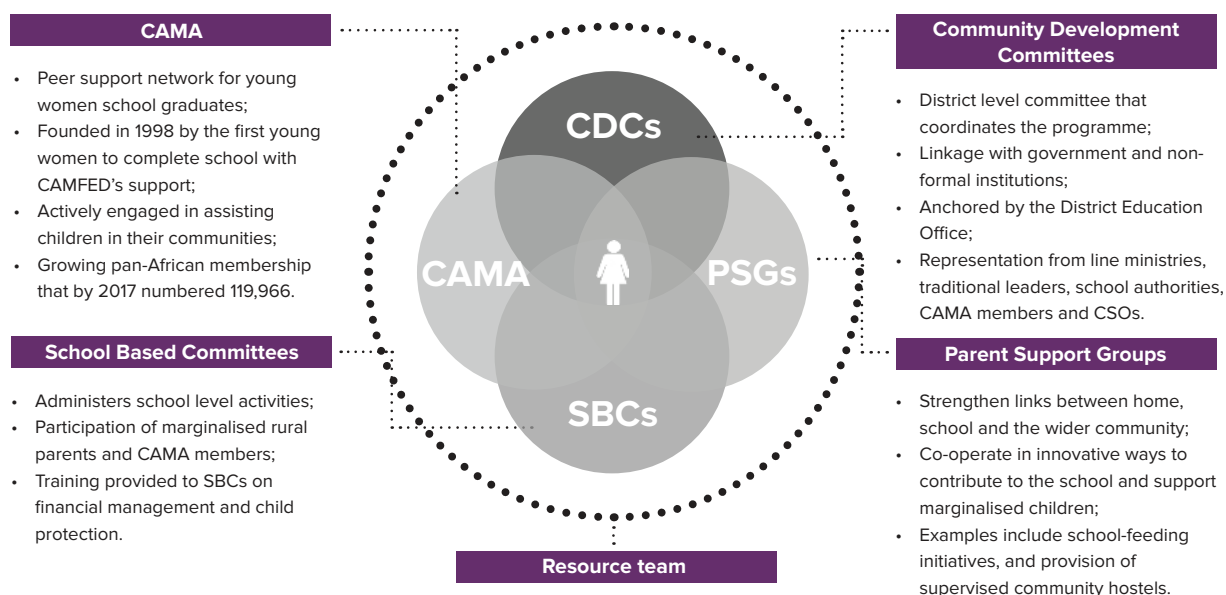 CAMA
• Peer support network for young
women school graduates;
• Founded in 1998 by the first young
women to complete school with
CAMFED’s support;
• Actively engaged in assisting
children in their communities;
• Growing pan-African membership
that by 2017 numbered 119,966.
School Based Committees
• Administers school level activities;
• Participation of marginalised rural
parents and CAMA members;
• Training provided to SBCs on
financial management and child
protection.
CDCs
CAMA
PSGs
SBCs
Resource team
Community Development
Committees
• District level committee that
coordinates the programme;
• Linkage with government and non-
formal institutions;
• Anchored by the District Education
Office;
• Representation from line ministries,
traditional leaders, school authorities,
CAMA members and CSOs.
Parent Support Groups
• Strengthen links between home,
school and the wider community;
• Co-operate in innovative ways to
contribute to the school and support
marginalised children;
• Examples include school-feeding
initiatives, and provision of
supervised community hostels.